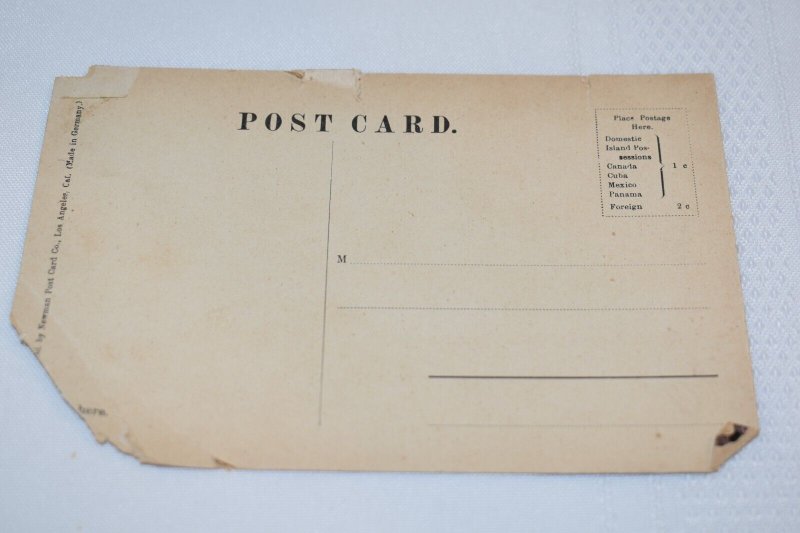 POST CARD.
Place Postage
Here.
Domestic
Island Pos-
sessions
Canada
Cuba
Mexico
Panama
1 c
Foreign 2 c
M
by Newman Post Card Co., Los Angeles, Cal. (Made in Germany.)
here.